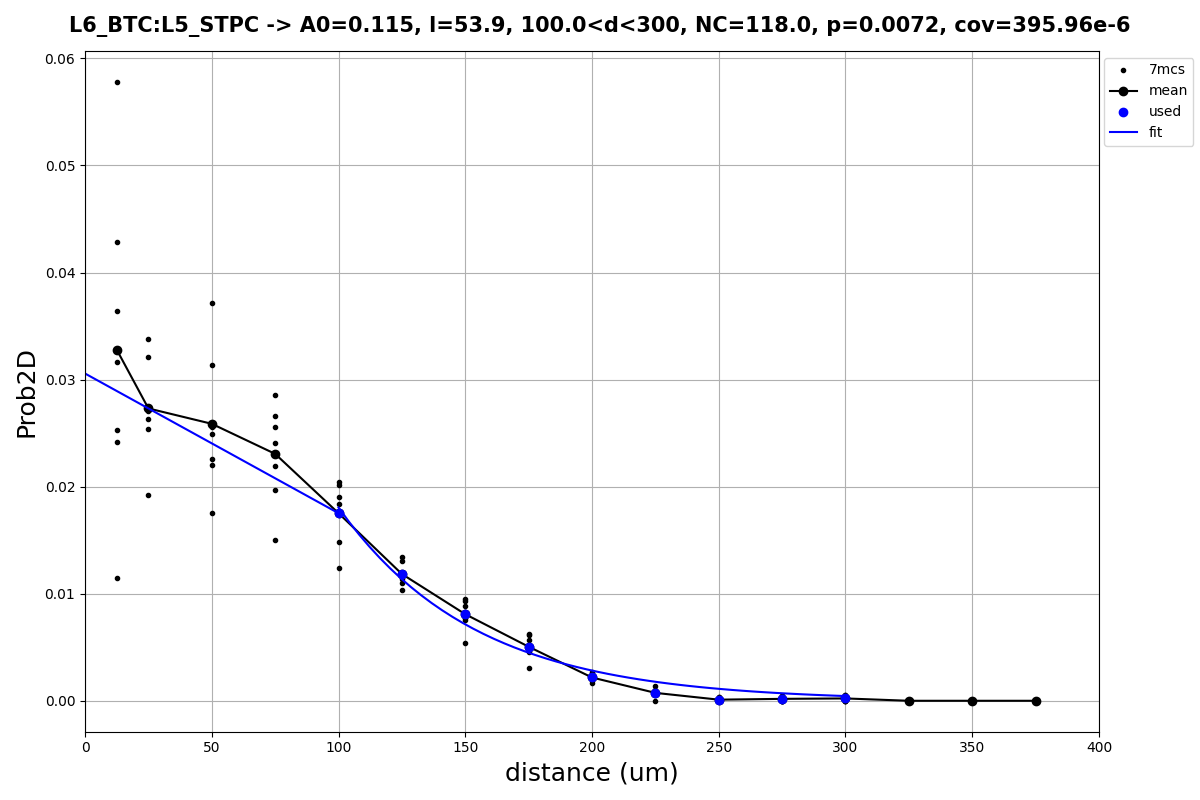 L6_BTC:L5_STPC -> A0=0.115, l=53.9, 100.0<d<300, NC=118.0, p=0.0072, cov=395.96e-6
7mcs
mean
used
fit
Prob2D
0.06
0.05
0.04
0.03
0.02
0.01
0.00
0 50 100 150 200 250 300 350 400
distance (um)